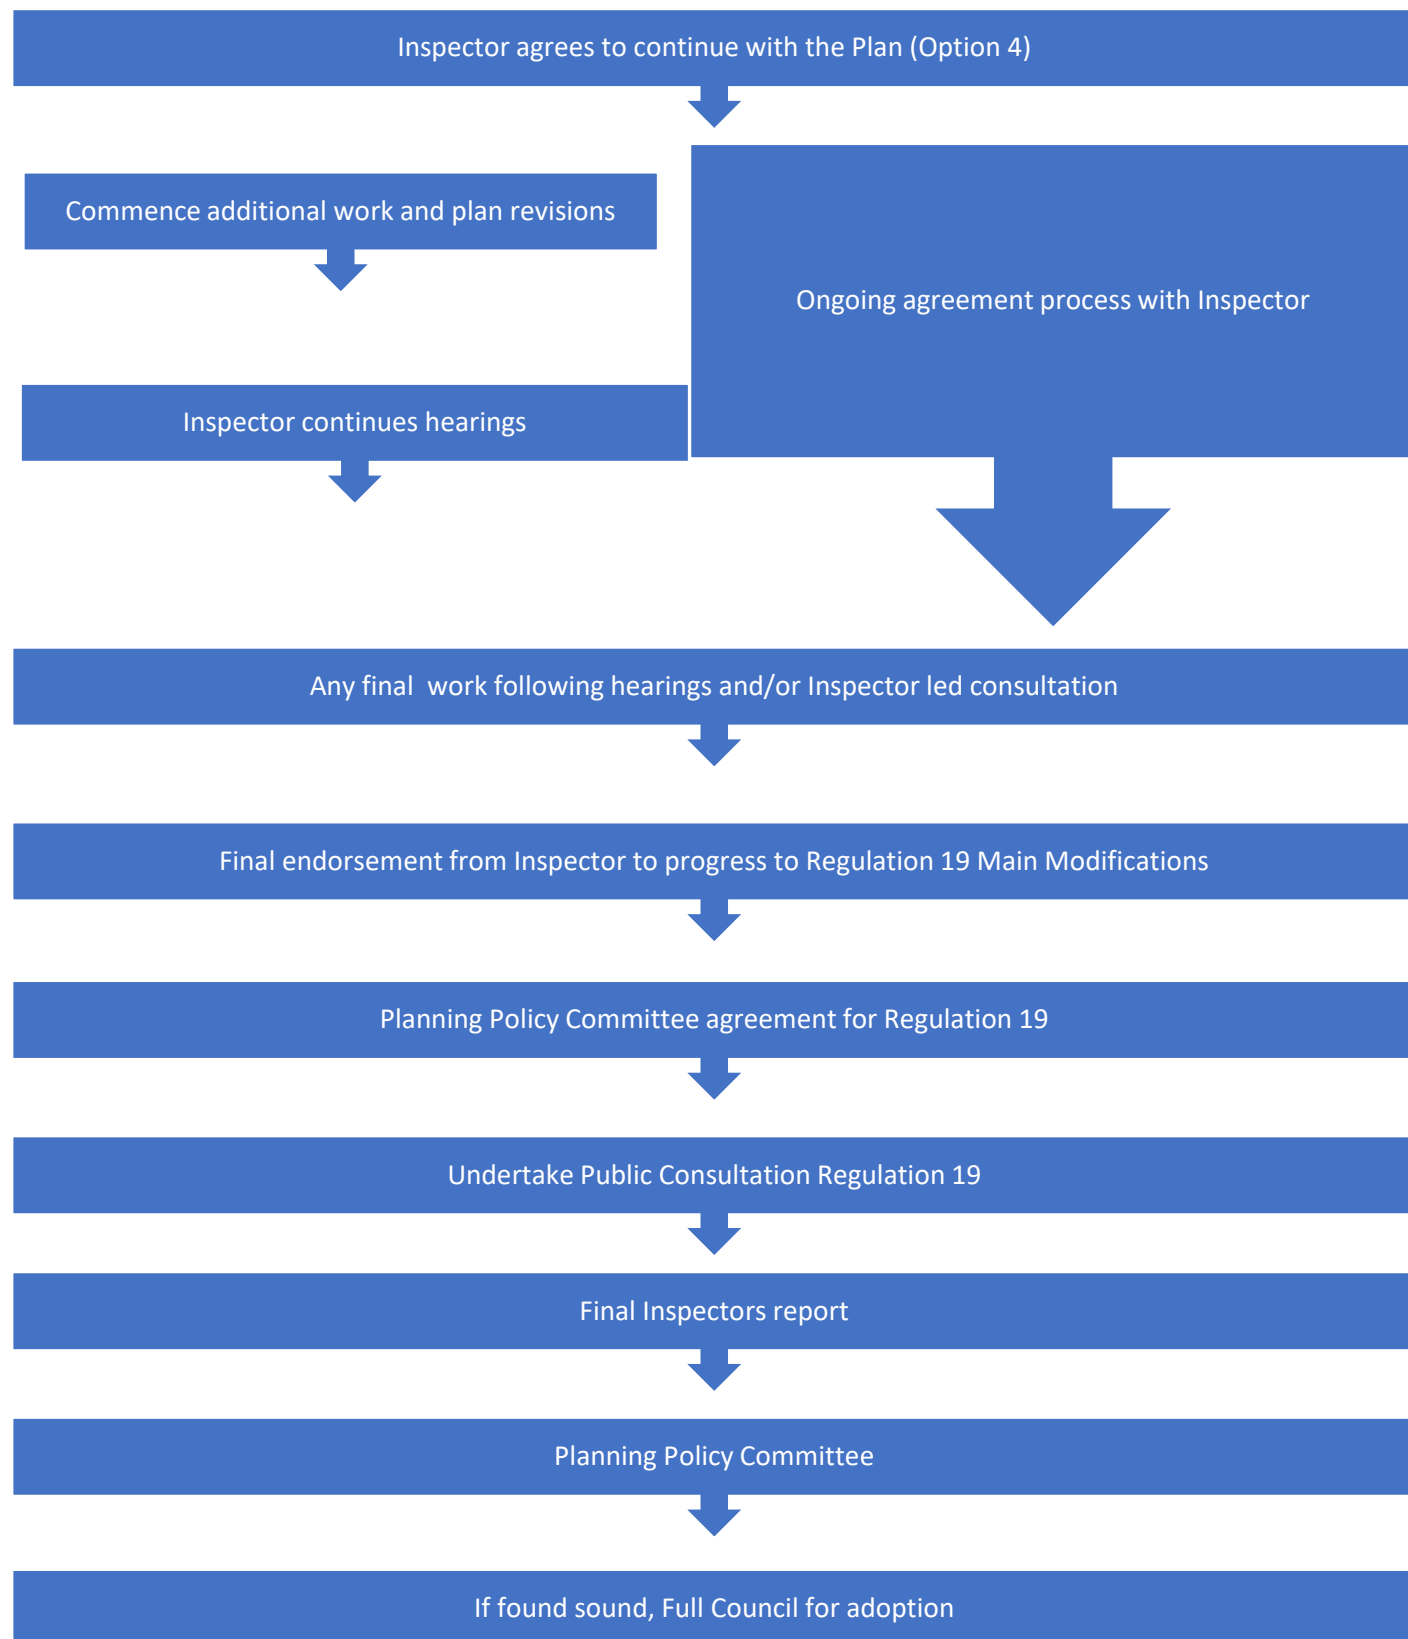 Inspector agrees to continue with the Plan (Option 4)
Commence additional work and plan revisions
Ongoing agreement process with Inspector
Inspector continues hearings
Any final  work following hearings and/or Inspector led consultation
Final endorsement from Inspector to progress to Regulation 19 Main Modifications
Planning Policy Committee agreement for Regulation 19
Undertake Public Consultation Regulation 19
Final Inspectors report
Planning Policy Committee
If found sound, Full Council for adoption